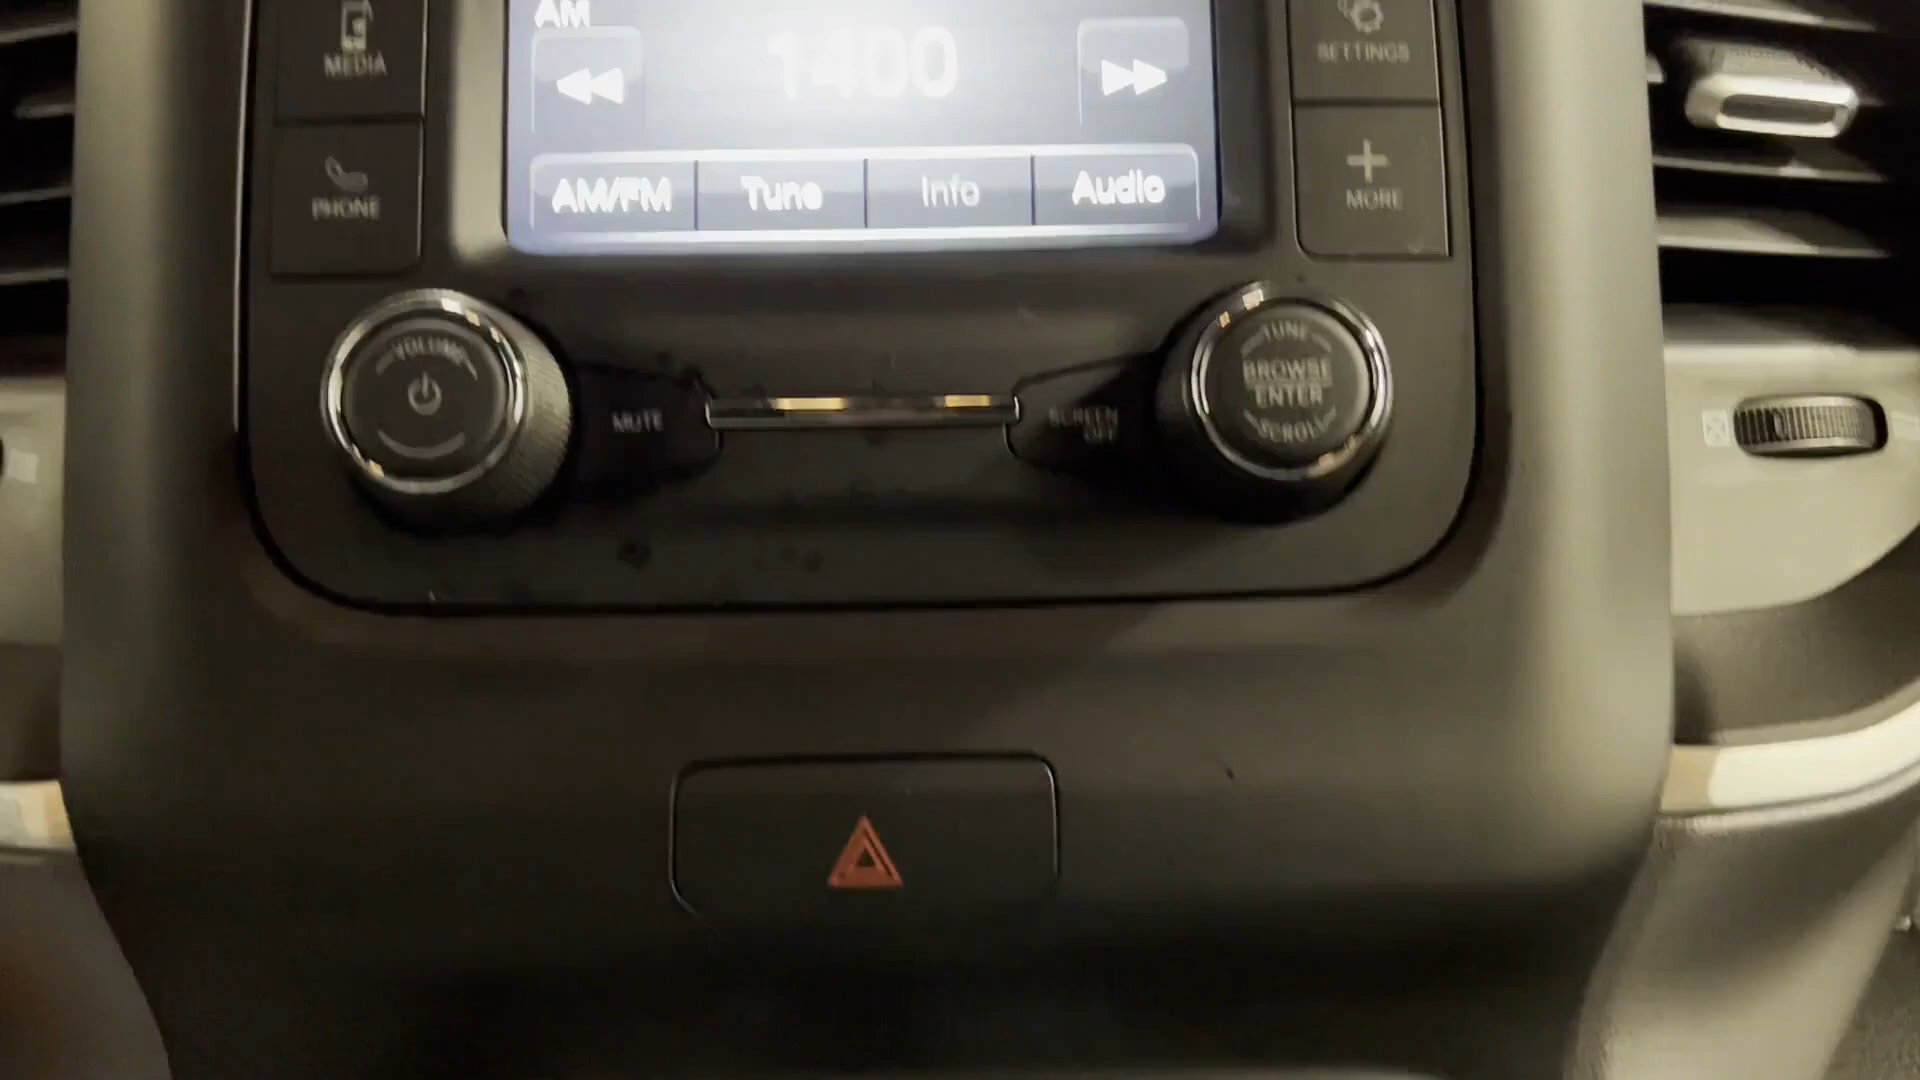 AM
1400
MEDIA
SETTINGS
PHONE
AM/FM
Tune
Info
Audio
MORE
VOLUME
MUTE
SCREEN
OFF
TUNE
BROWSE
ENTER
SCROLL